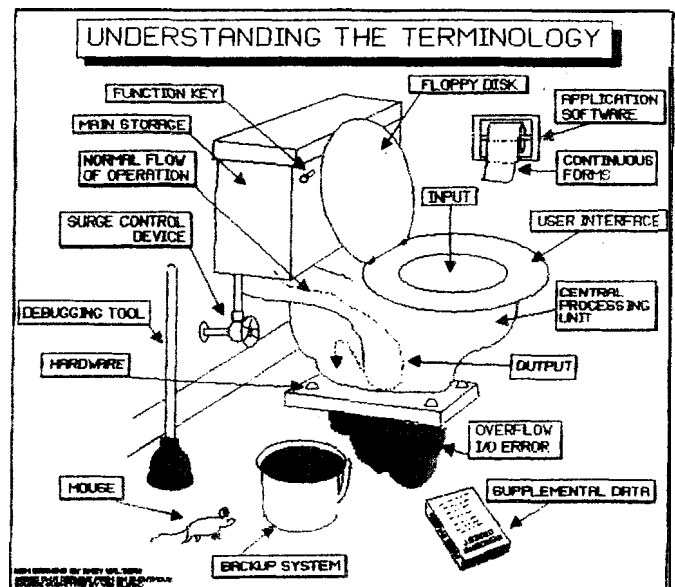 UNDERSTANDING THE TERMINOLOGY
FUNCTION KEY
FLOPPY DISK
APPLICATION
SOFTWARE
MAIN STORAGE
NORMAL FLOW
OF OPERATION
CONTINUOUS
FORMS
INPUT
USER INTERFACE
SURGE CONTROL
DEVICE
CENTRAL
PROCESSING
UNIT
DEBUGGING TOOL
HARDWARE
OUTPUT
OVERFLOW
I/O ERROR
MOUSE
SUPPLEMENTAL DATA
BACKUP SYSTEM